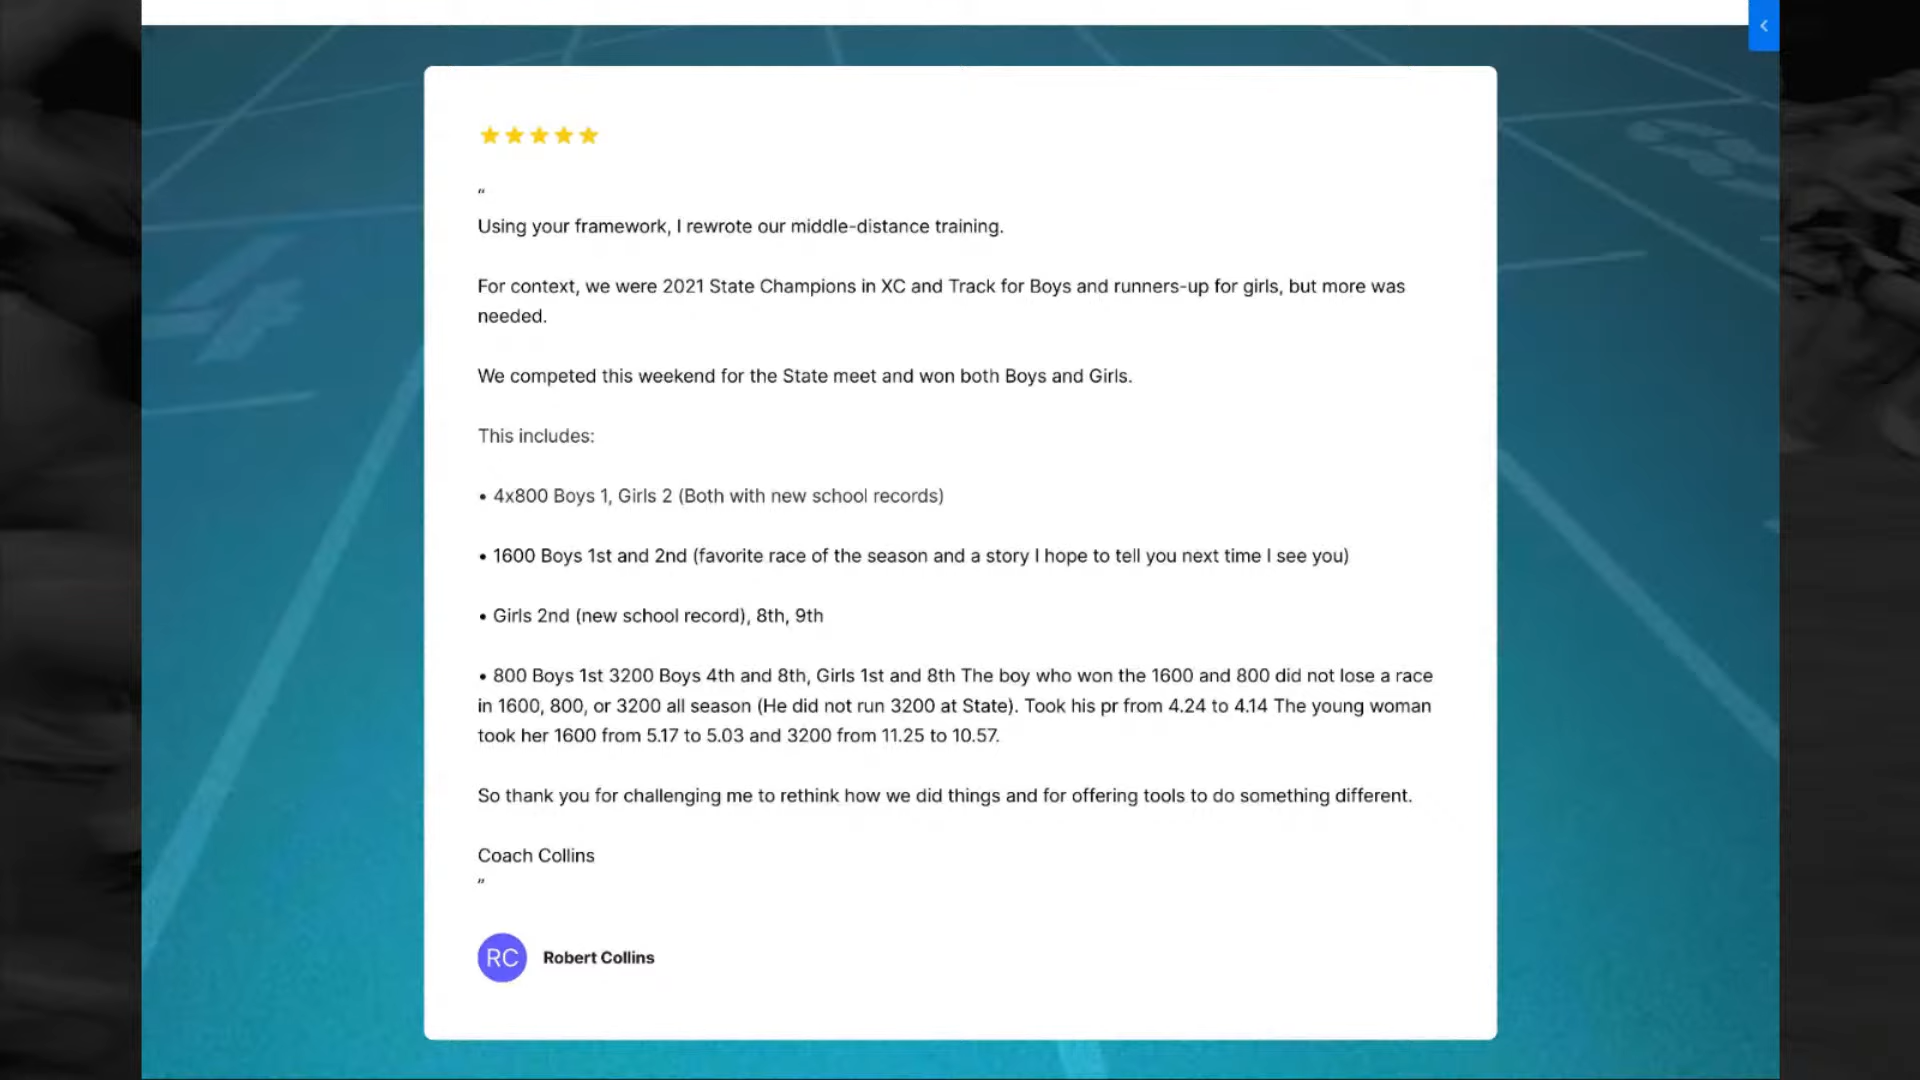 “
Using your framework, I rewrote our middle-distance training.
For context, we were 2021 State Champions in XC and Track for Boys and runners-up for girls, but more was
needed.
We competed this weekend for the State meet and won both Boys and Girls.
This includes:
• 4x800 Boys 1, Girls 2 (Both with new school records)
• 1600 Boys 1st and 2nd (favorite race of the season and a story I hope to tell you next time I see you)
• Girls 2nd (new school record), 8th, 9th
• 800 Boys 1st 3200 Boys 4th and 8th, Girls 1st and 8th The boy who won the 1600 and 800 did not lose a race
in 1600, 800, or 3200 all season (He did not run 3200 at State). Took his pr from 4.24 to 4.14 The young woman
took her 1600 from 5.17 to 5.03 and 3200 from 11.25 to 10.57.
So thank you for challenging me to rethink how we did things and for offering tools to do something different.
Coach Collins
”
RC Robert Collins